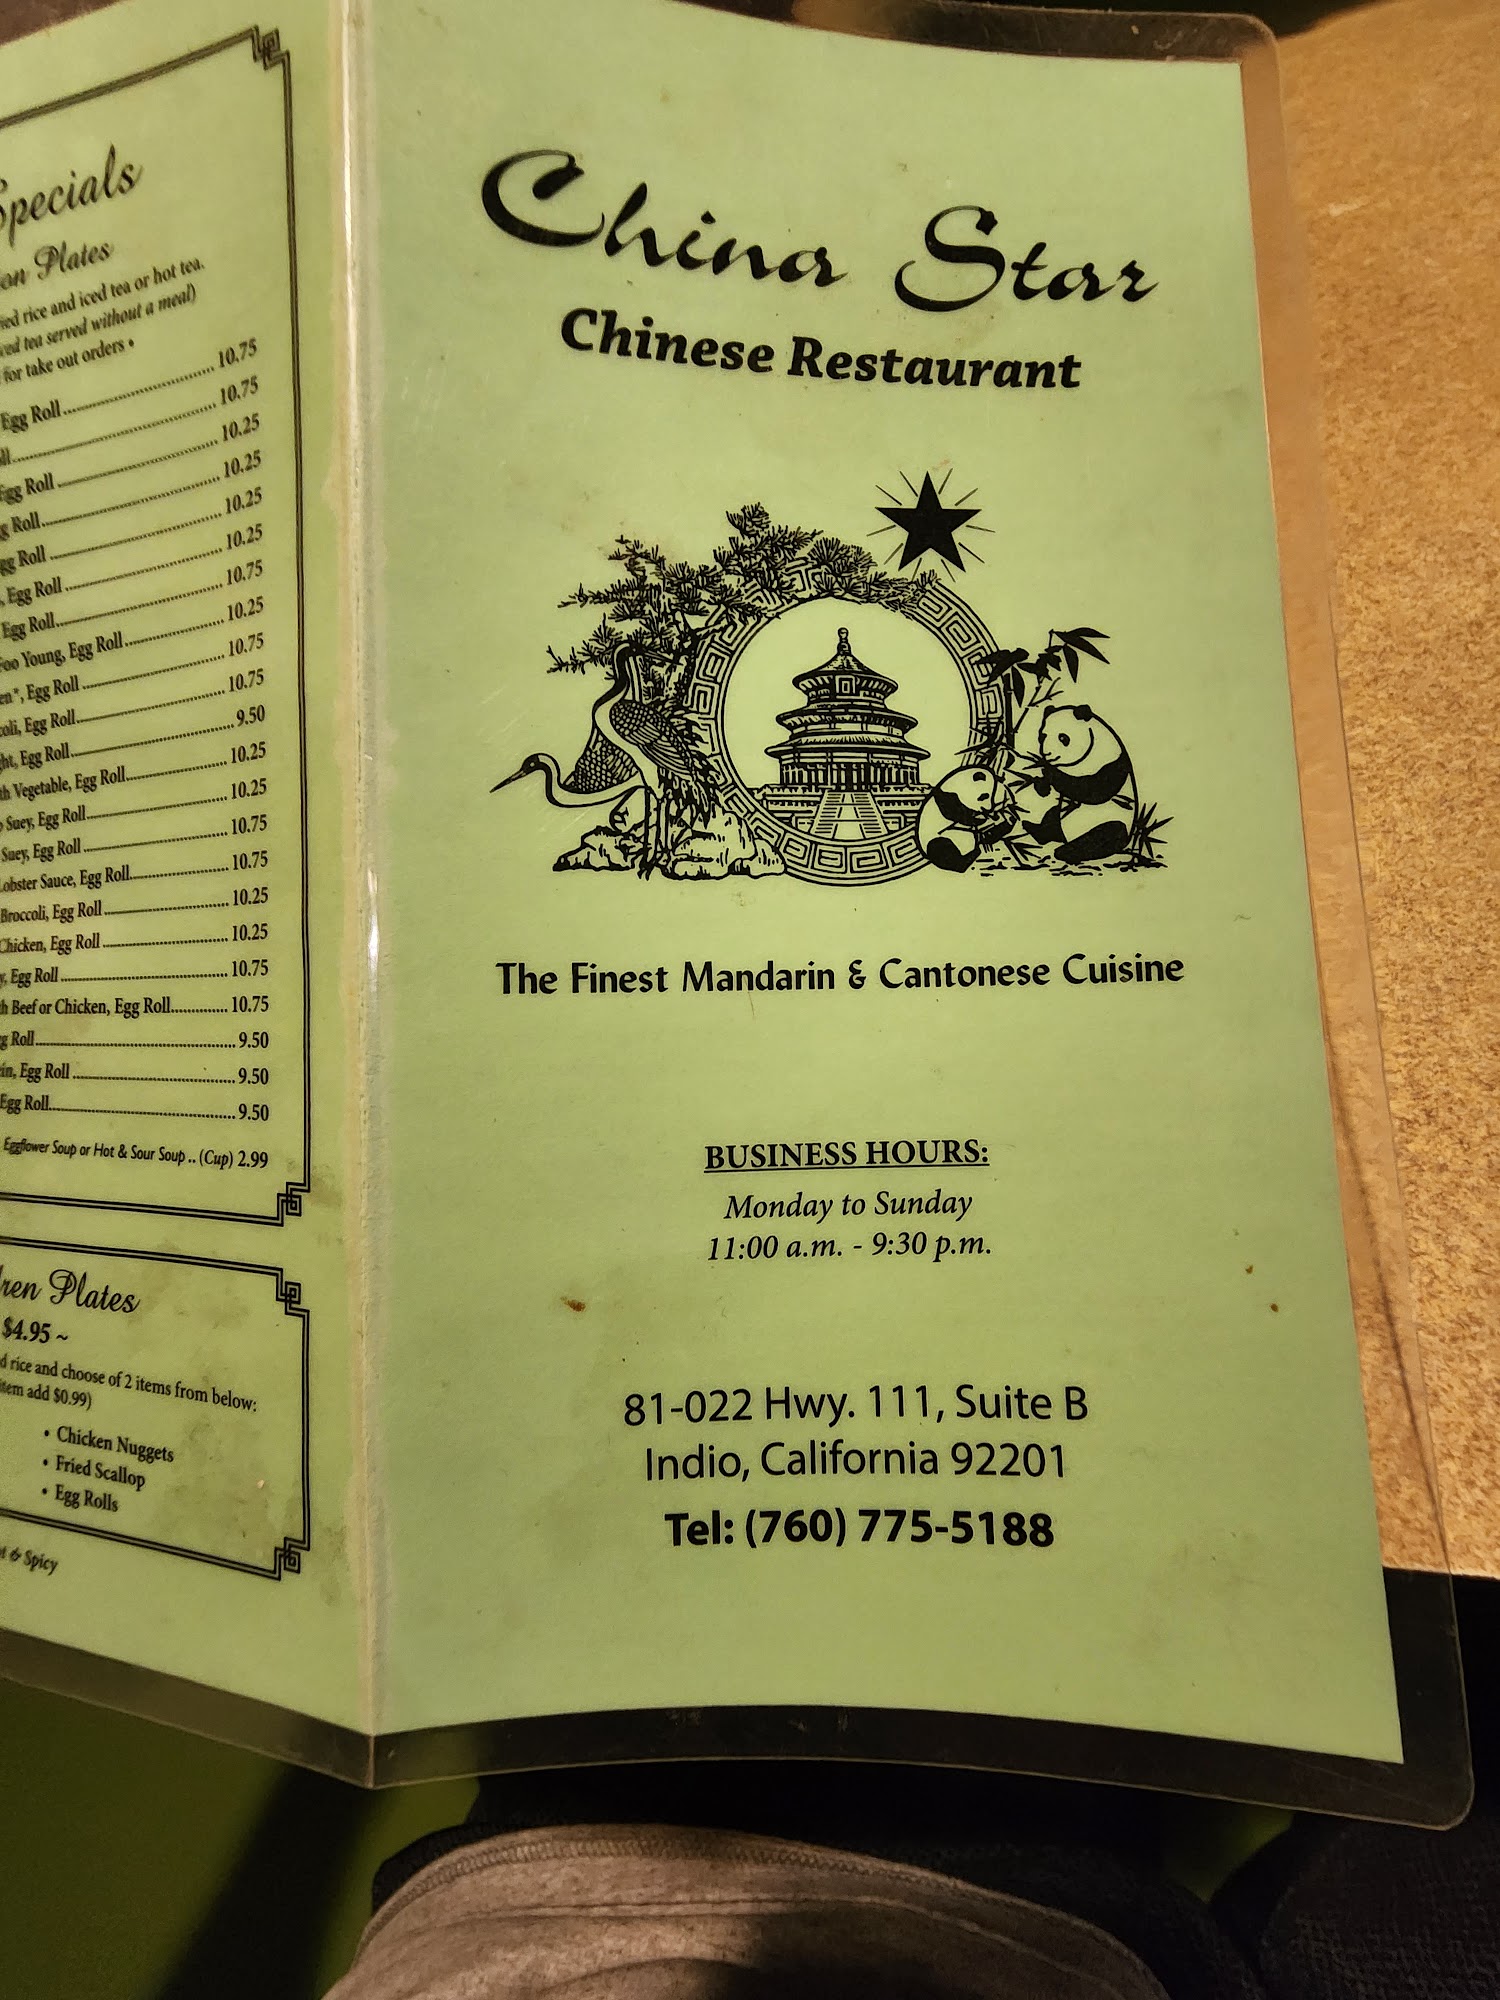 Specials
Plates
rice and iced tea or hot tea.
tea served without a meal)
for take out orders •
Egg Roll 10.75
10.75
Egg Roll 10.25
Roll 10.25
Roll 10.25
Egg Roll 10.25
Egg Roll 10.75
Foo Young, Egg Roll 10.25
Egg Roll 10.75
Egg Roll 10.75
Egg Roll 9.50
Vegetable, Egg Roll 10.25
Suey, Egg Roll 10.25
Suey, Egg Roll 10.75
Lobster Sauce, Egg Roll 10.75
Broccoli, Egg Roll 10.25
Chicken, Egg Roll 10.25
Egg Roll 10.75
Beef or Chicken, Egg Roll 10.75
Roll 9.50
Egg Roll 9.50
Egg Roll 9.50
Eggflower Soup or Hot & Sour Soup .. (Cup) 2.99
Plates
$4.95 ~
rice and choose of 2 items from below:
item add $0.99)
• Chicken Nuggets
• Fried Scallop
• Egg Rolls
& Spicy
China Star
Chinese Restaurant
The Finest Mandarin & Cantonese Cuisine
BUSINESS HOURS:
Monday to Sunday
11:00 a.m. - 9:30 p.m.
81-022 Hwy. 111, Suite B
Indio, California 92201
Tel: (760) 775-5188